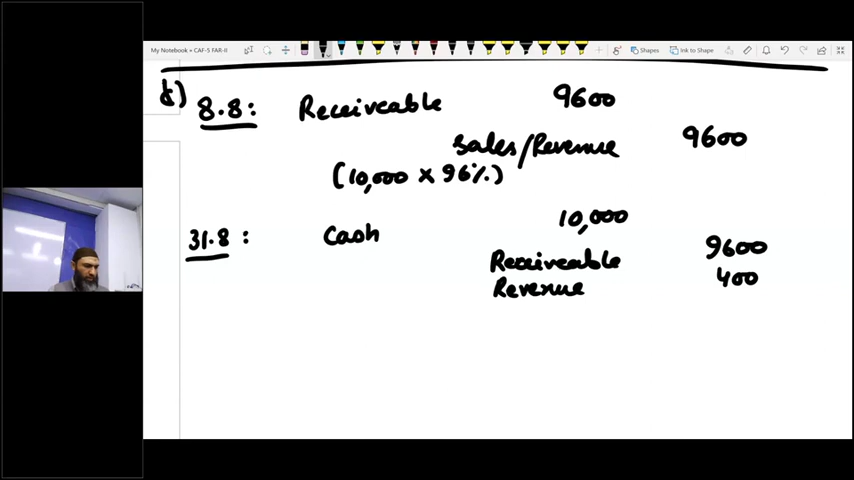 My Notebook » CAF-5 FAR-II
Shapes
Ink to Shape
d)
8.8: Receiveable 9600
Sales/Revenue 9600
(10,000 x 96%)
31.8: Cash 10,000
Receiveable 9600
Revenue 400